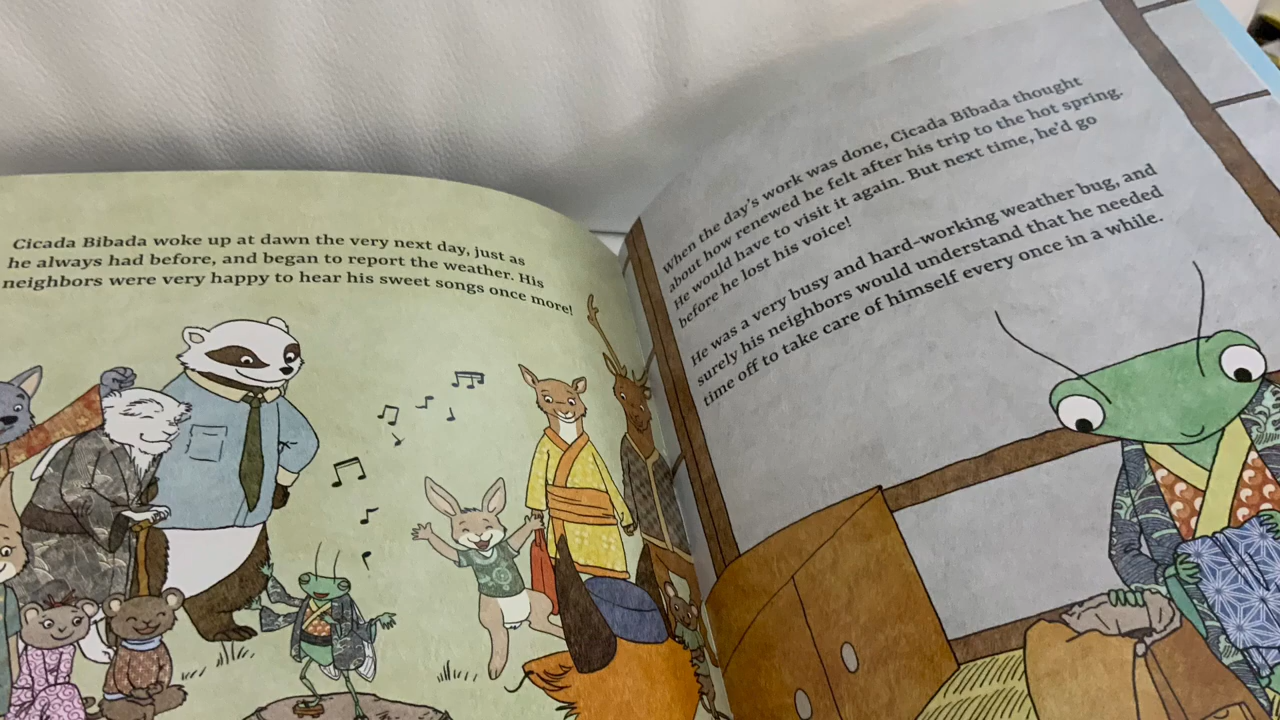 Cicada Bibada woke up at dawn the very next day, just as
he always had before, and began to report the weather. His
neighbors were very happy to hear his sweet songs once more!
When the day's work was done, Cicada Bibada thought
about how renewed he felt after his trip to the hot spring.
He would have to visit it again. But next time, he'd go
before he lost his voice!
He was a very busy and hard-working weather bug, and
surely his neighbors would understand that he needed
time off to take care of himself every once in a while.